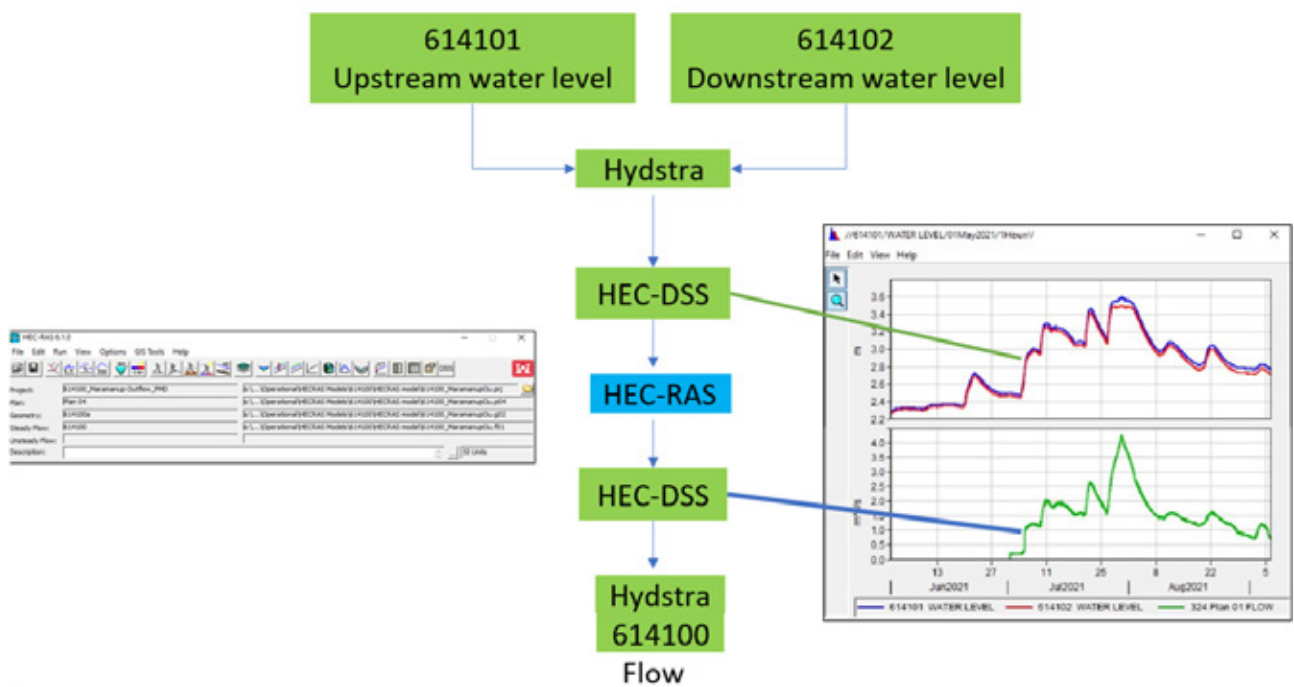 614101
Upstream water level
614102
Downstream water level
Hydstra
HEC-DSS
HEC-RAS
HEC-DSS
Hydstra
614100
Flow
HEC-RAS 6.1.0
File Edit Run View Options GIS Tools Help
Project:
Plan: Plan 04
Geometry: 614100a
Steady Flow: 614100
Unsteady Flow:
Description:
SI Units
//614101/WATER LEVEL/01May2021/1Hour//
File Edit View Help
3.6
3.4
3.2
3.0
2.8
2.6
2.4
2.2
m
4.0
3.5
3.0
2.5
2.0
1.5
1.0
0.5
0.0
13 27 11 25 8 22 5
Jun2021 Jul2021 Aug2021
614101 WATER LEVEL 614102 WATER LEVEL 324 Plan 01 FLOW